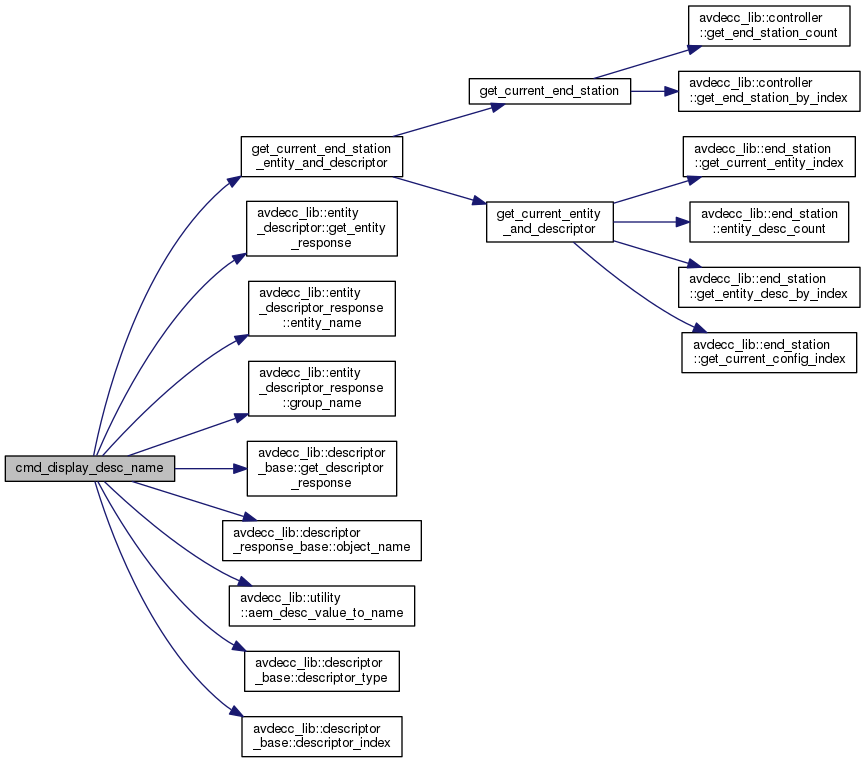 cmd_display_desc_name
get_current_end_station
_entity_and_descriptor
avdecc_lib::entity
_descriptor::get_entity
_response
avdecc_lib::entity
_descriptor_response
::entity_name
avdecc_lib::entity
_descriptor_response
::group_name
avdecc_lib::descriptor
_base::get_descriptor
_response
avdecc_lib::descriptor
_response_base::object_name
avdecc_lib::utility
::aem_desc_value_to_name
avdecc_lib::descriptor
_base::descriptor_type
avdecc_lib::descriptor
_base::descriptor_index
get_current_end_station
get_current_entity
_and_descriptor
avdecc_lib::controller
::get_end_station_count
avdecc_lib::controller
::get_end_station_by_index
avdecc_lib::end_station
::get_current_entity_index
avdecc_lib::end_station
::entity_desc_count
avdecc_lib::end_station
::get_entity_desc_by_index
avdecc_lib::end_station
::get_current_config_index